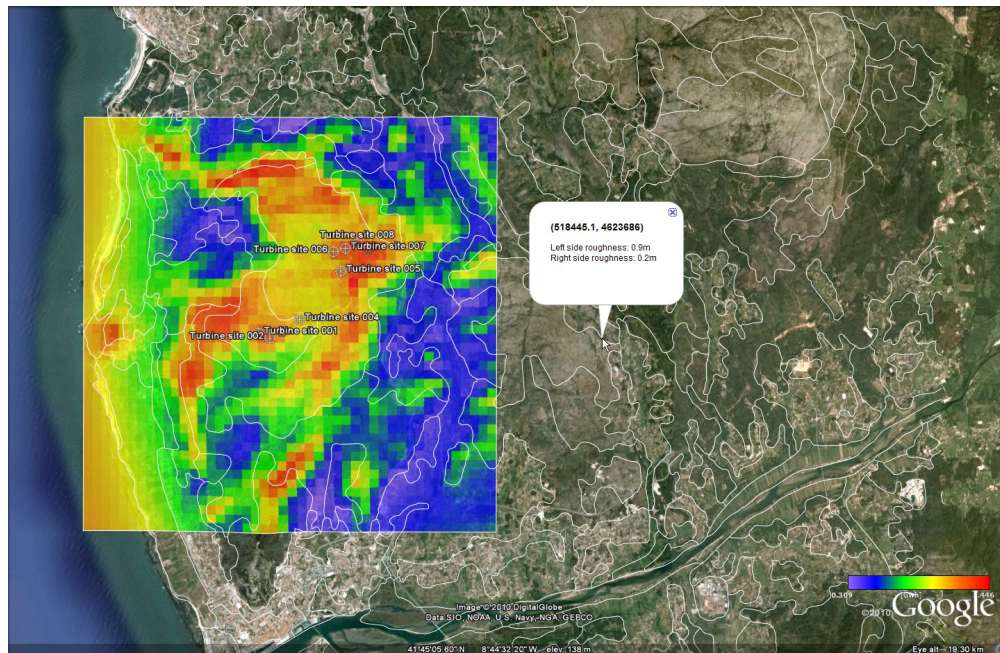 (518445.1, 4623686)
Left side roughness: 0.9m
Right side roughness: 0.2m
Turbine site 008
Turbine site 006
Turbine site 007
Turbine site 005
Turbine site 004
Turbine site 001
Turbine site 002
0.309
.446
Image © 2010 DigitalGlobe
Data SIO, NOAA, U.S. Navy, NGA, GEBCO
©2010 Google
41°45'05.60" N 8°44'32.20" W elev 138 m
Eye alt 19.30 km